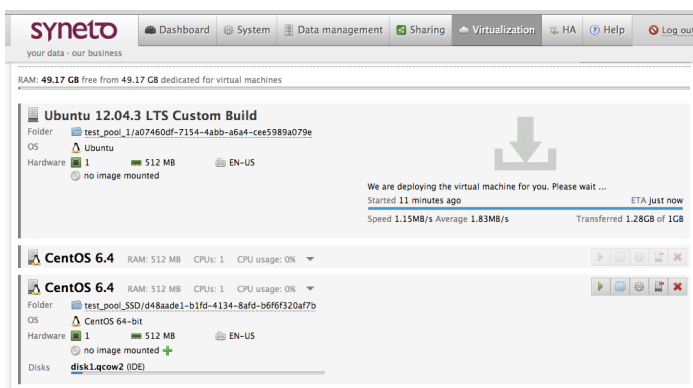 syneto
your data - our business
Dashboard System Data management Sharing Virtualization HA Help Log out
RAM: 49.17 GB free from 49.17 GB dedicated for virtual machines
Ubuntu 12.04.3 LTS Custom Build
Folder test_pool_1/a07460df-7154-4abb-a6a4-cee5989a079e
OS Ubuntu
Hardware 1 512 MB EN-US
no image mounted
We are deploying the virtual machine for you. Please wait ...
Started 11 minutes ago ETA just now
Speed 1.15MB/s Average 1.83MB/s Transferred 1.28GB of 1GB
CentOS 6.4 RAM: 512 MB CPUs: 1 CPU usage: 0%
CentOS 6.4 RAM: 512 MB CPUs: 1 CPU usage: 0%
Folder test_pool_SSD/d48aade1-b1fd-4134-8afd-b6f6f320af7b
OS CentOS 64-bit
Hardware 1 512 MB EN-US
no image mounted
Disks disk1.qcow2 (IDE)